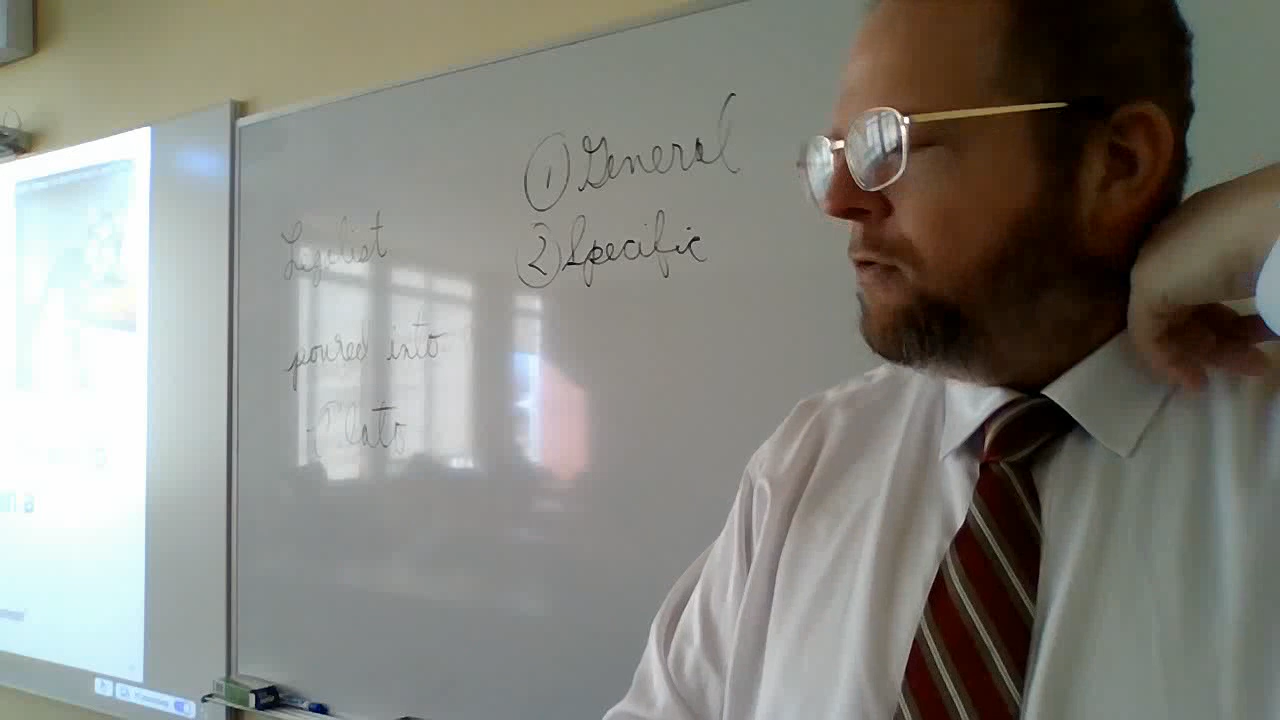 ① General
② Specific
Legalist
poured into
Plato